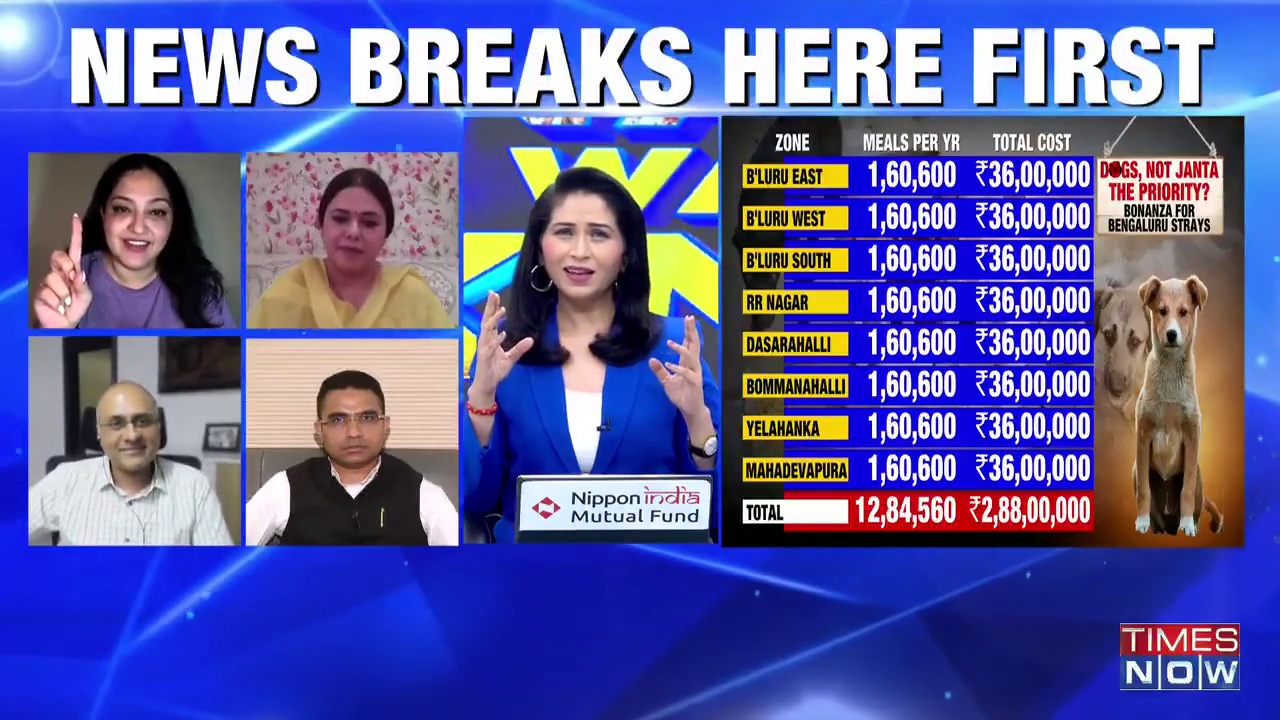 NEWS BREAKS HERE FIRST
ZONE MEALS PER YR TOTAL COST
B'LURU EAST 1,60,600 ₹36,00,000
B'LURU WEST 1,60,600 ₹36,00,000
B'LURU SOUTH 1,60,600 ₹36,00,000
RR NAGAR 1,60,600 ₹36,00,000
DASARAHALLI 1,60,600 ₹36,00,000
BOMMANAHALLI 1,60,600 ₹36,00,000
YELAHANKA 1,60,600 ₹36,00,000
MAHADEVAPURA 1,60,600 ₹36,00,000
TOTAL 12,84,560 ₹2,88,00,000
DOGS, NOT JANTA
THE PRIORITY?
BONANZA FOR
BENGALURU STRAYS
Nippon india
Mutual Fund
TIMES
NOW